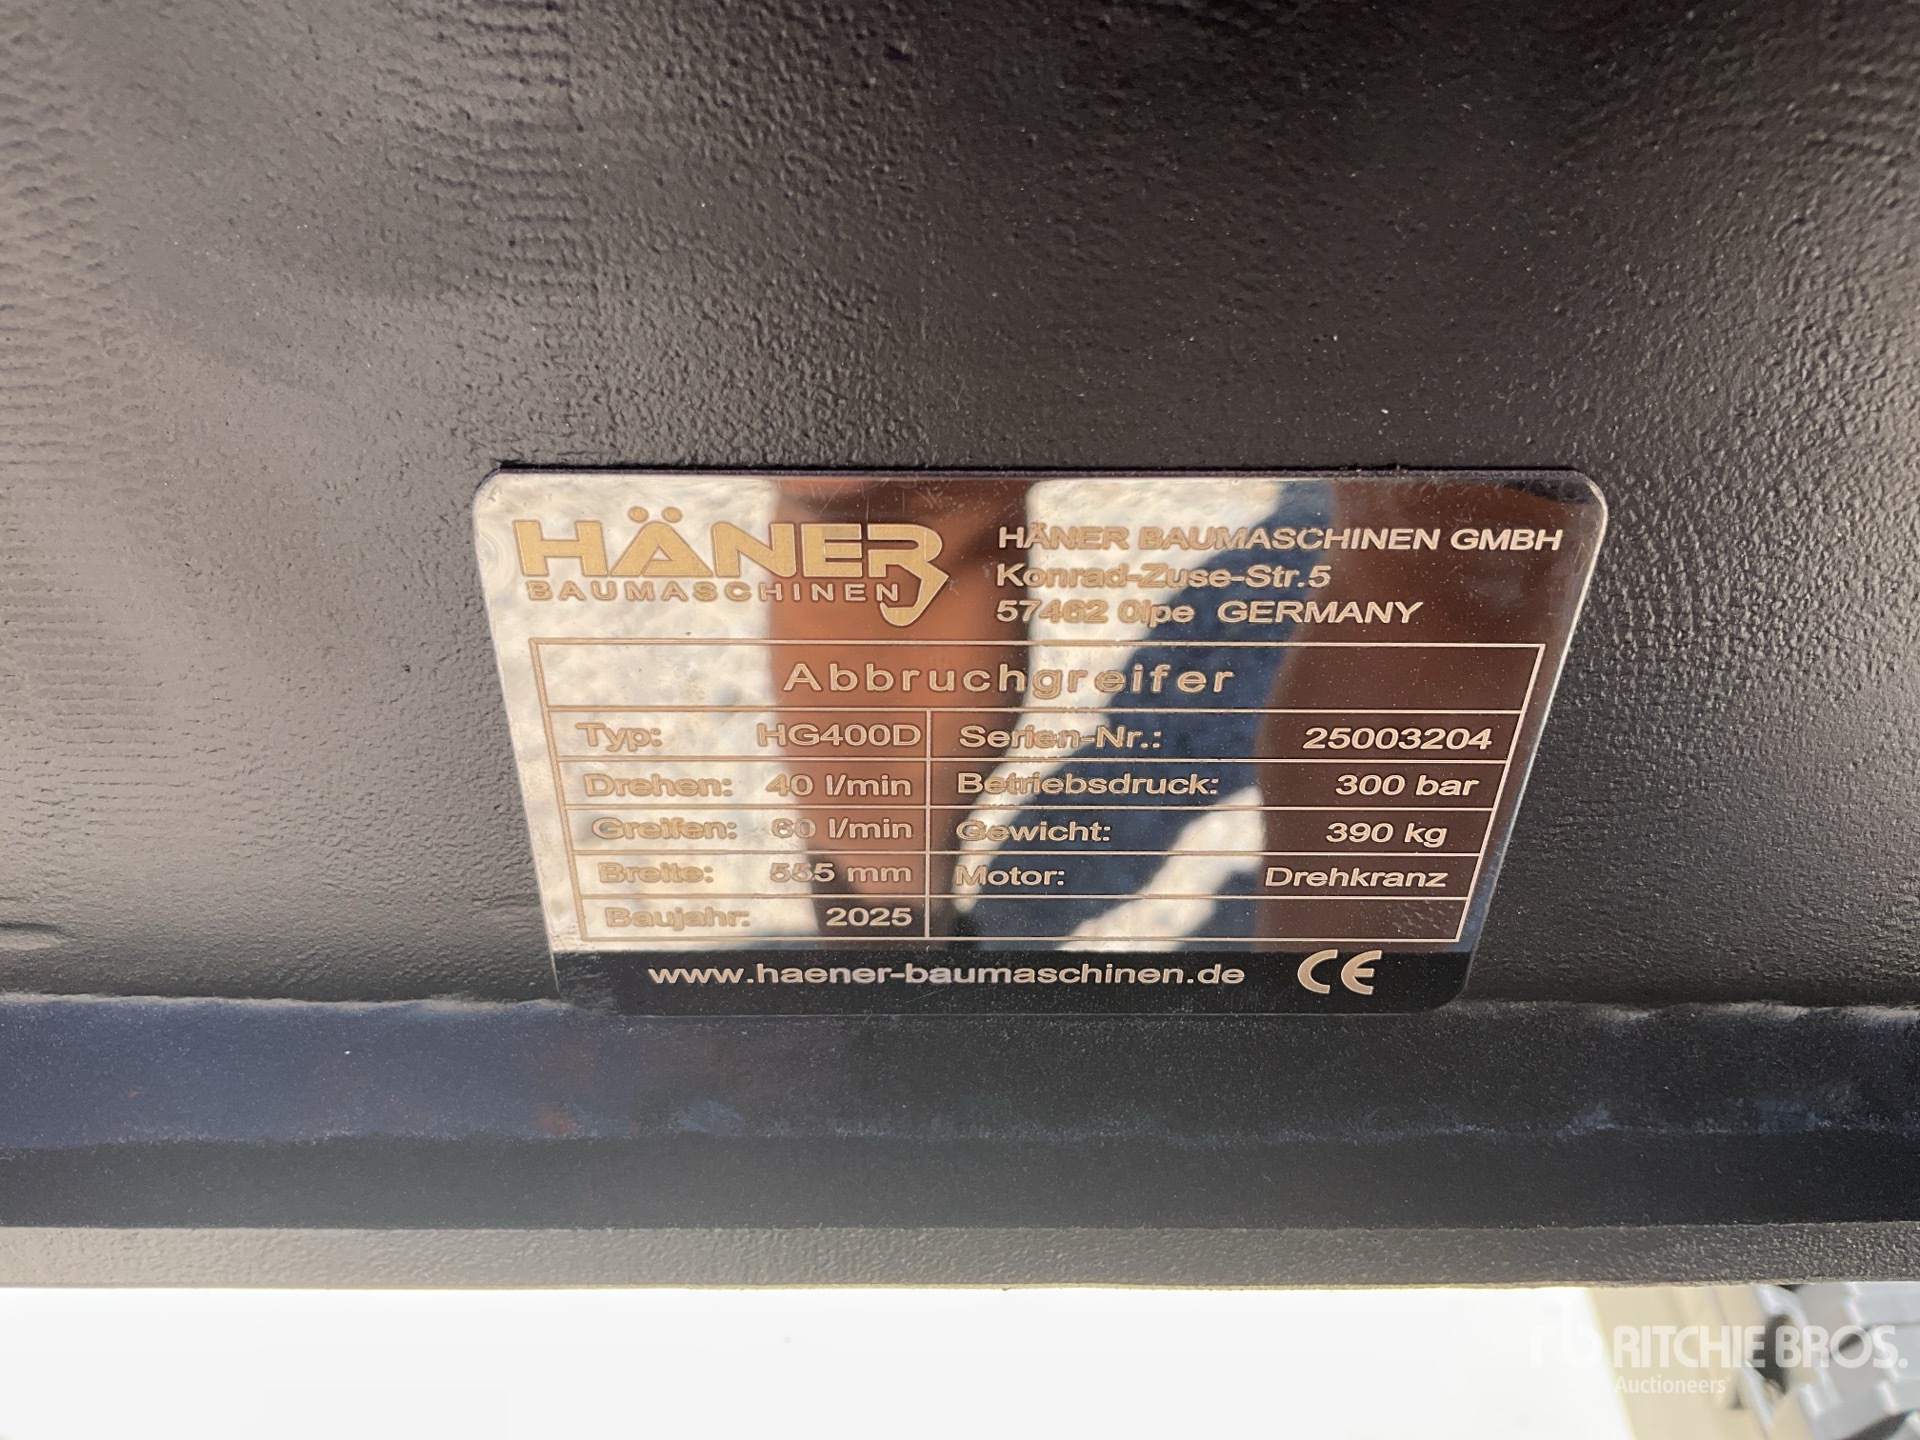 HÄNER
BAUMASCHINEN
HÄNER BAUMASCHINEN GMBH
Konrad-Zuse-Str.5
57462 Olpe GERMANY
Abbruchgreifer
Typ: HG400D Serien-Nr.: 25003204
Drehen: 40 l/min Betriebsdruck: 300 bar
Greifen: 60 l/min Gewicht: 390 kg
Breite: 555 mm Motor: Drehkranz
Baujahr: 2025
www.haener-baumaschinen.de CE
rb RITCHIE BROS.
Auctioneers